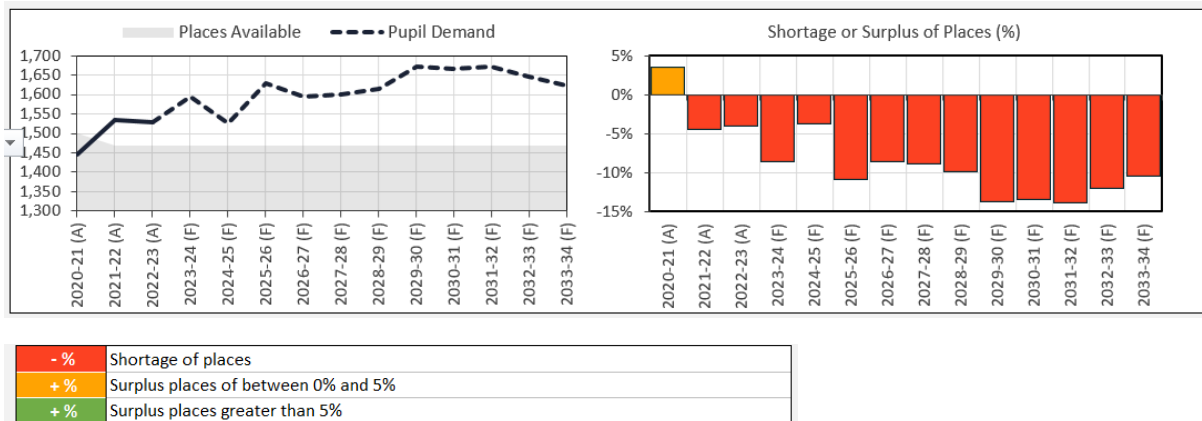 Places Available Pupil Demand
1,700
1,650
1,600
1,550
1,500
1,450
1,400
1,350
1,300
2020-21 (A)
2021-22 (A)
2022-23 (A)
2023-24 (F)
2024-25 (F)
2025-26 (F)
2026-27 (F)
2027-28 (F)
2028-29 (F)
2029-30 (F)
2030-31 (F)
2031-32 (F)
2032-33 (F)
2033-34 (F)
Shortage or Surplus of Places (%)
5%
0%
-5%
-10%
-15%
2020-21 (A)
2021-22 (A)
2022-23 (A)
2023-24 (F)
2024-25 (F)
2025-26 (F)
2026-27 (F)
2027-28 (F)
2028-29 (F)
2029-30 (F)
2030-31 (F)
2031-32 (F)
2032-33 (F)
2033-34 (F)
- % Shortage of places
+ % Surplus places of between 0% and 5%
+ % Surplus places greater than 5%